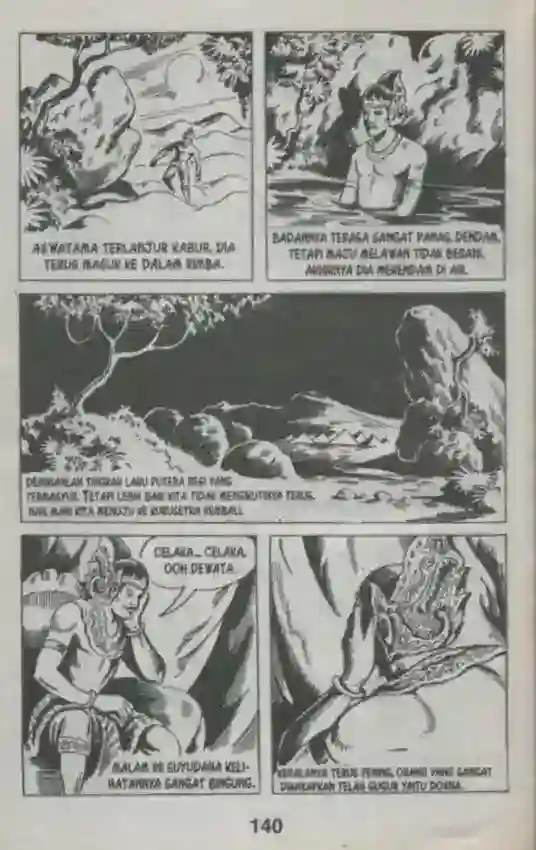 ASWATAMA TERLANJUR KABUR. DIA
TERUS MASUK KE DALAM RIMBA.
BADANNYA TERASA SANGAT PANAS, DENDAM,
TETAPI MAJU MELAWAN TIDAK BERANI.
AKHIRNYA DIA MERENDAM DI AIR.
DEMIKIANLAH TINGKAH LAKU PUTERA RESI YANG
TERMASYUR. TETAPI LEBIH BAIK KITA TIDAK MENGIKUTINYA TERUS.
MARI KITA MENUJU KE KURUSETRA KEMBALI.
CELAKA... CELAKA.
OOH DEWATA.
MALAM INI SUYUDANA KELI-
HATANNYA SANGAT BINGUNG.
KEPALANYA TERUS PENING, ORANG YANG SANGAT
DIHARAPKAN TELAH GUGUR YAITU DORNA.
140